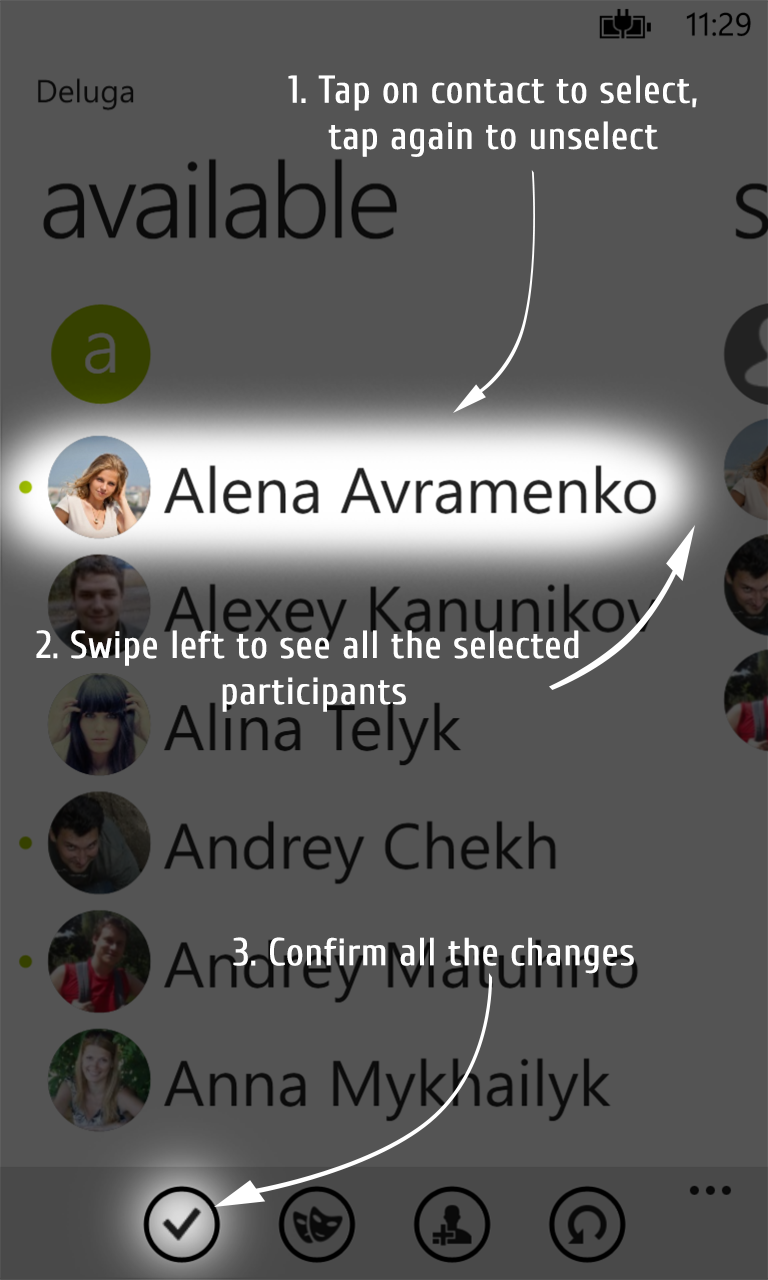 11:29
Deluga
1. Tap on contact to select,
tap again to unselect
available
s
a
Alena Avramenko
Alexey Kanunikov
2. Swipe left to see all the selected
participants
Alina Telyk
Andrey Chekh
3. Confirm all the changes
Andrey Matuhno
Anna Mykhailyk